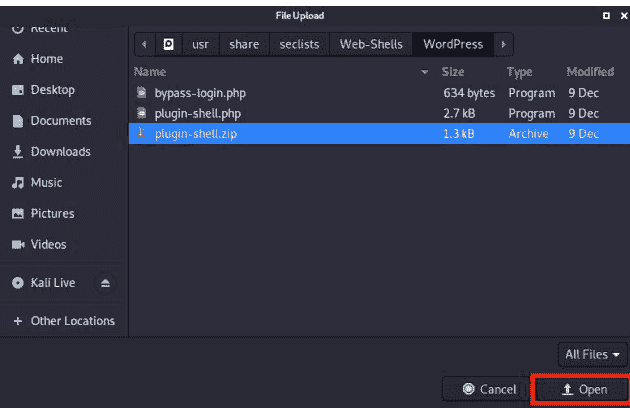 File Upload
Recent
Home
Desktop
Documents
Downloads
Music
Pictures
Videos
Kali Live
Other Locations
usr share seclists Web-Shells WordPress
Name Size Type Modified
bypass-login.php 634 bytes Program 9 Dec
plugin-shell.php 2.7 kB Program 9 Dec
plugin-shell.zip 1.3 kB Archive 9 Dec
All Files
Cancel Open